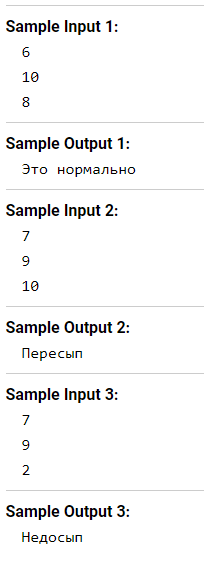 Sample Input 1:
6
10
8
Sample Output 1:
Это нормально
Sample Input 2:
7
9
10
Sample Output 2:
Пересып
Sample Input 3:
7
9
2
Sample Output 3:
Недосып